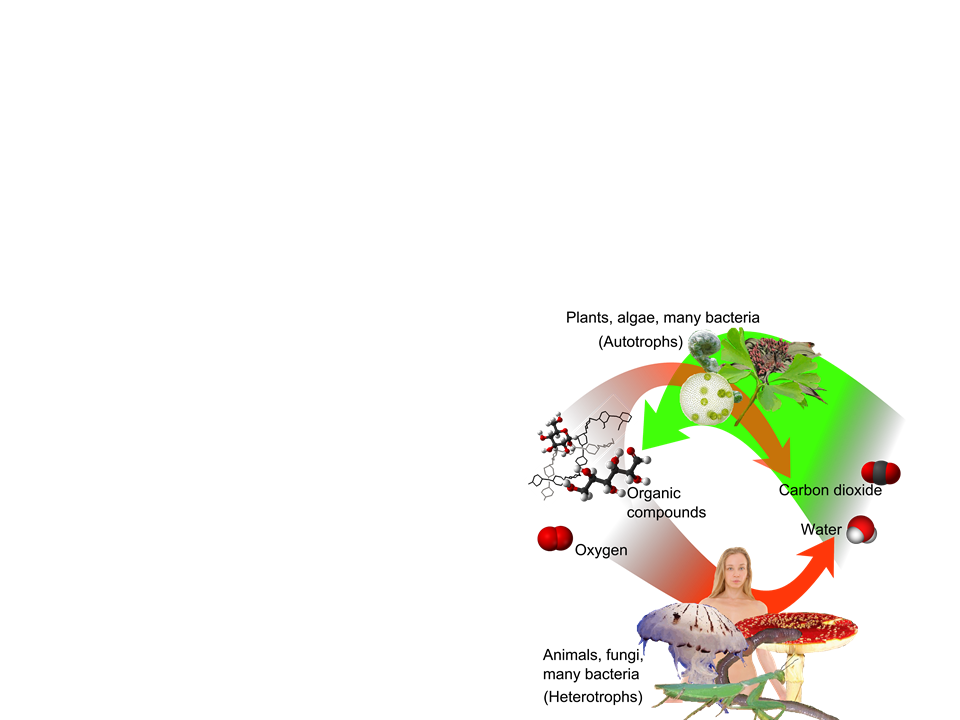 Plants, algae, many bacteria
(Autotrophs)
Organic
compounds
Carbon dioxide
Water
Oxygen
Animals, fungi,
many bacteria
(Heterotrophs)